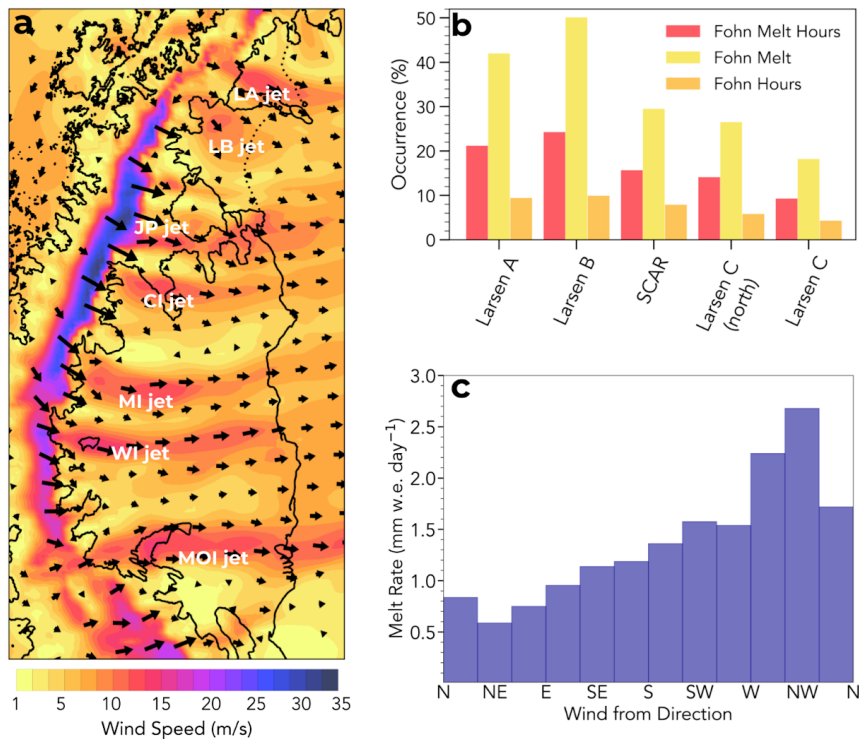 a
LA jet
LB jet
JP jet
CI jet
MI jet
WI jet
MOI jet
1 5 10 15 20 25 30 35
Wind Speed (m/s)
b
Fohn Melt Hours
Fohn Melt
Fohn Hours
50
40
30
20
10
0
Occurrence (%)
Larsen A
Larsen B
SCAR
Larsen C
(north)
Larsen C
c
3.0
2.5
2.0
1.5
1.0
0.5
Melt Rate (mm w.e. day⁻¹)
N NE E SE S SW W NW N
Wind from Direction